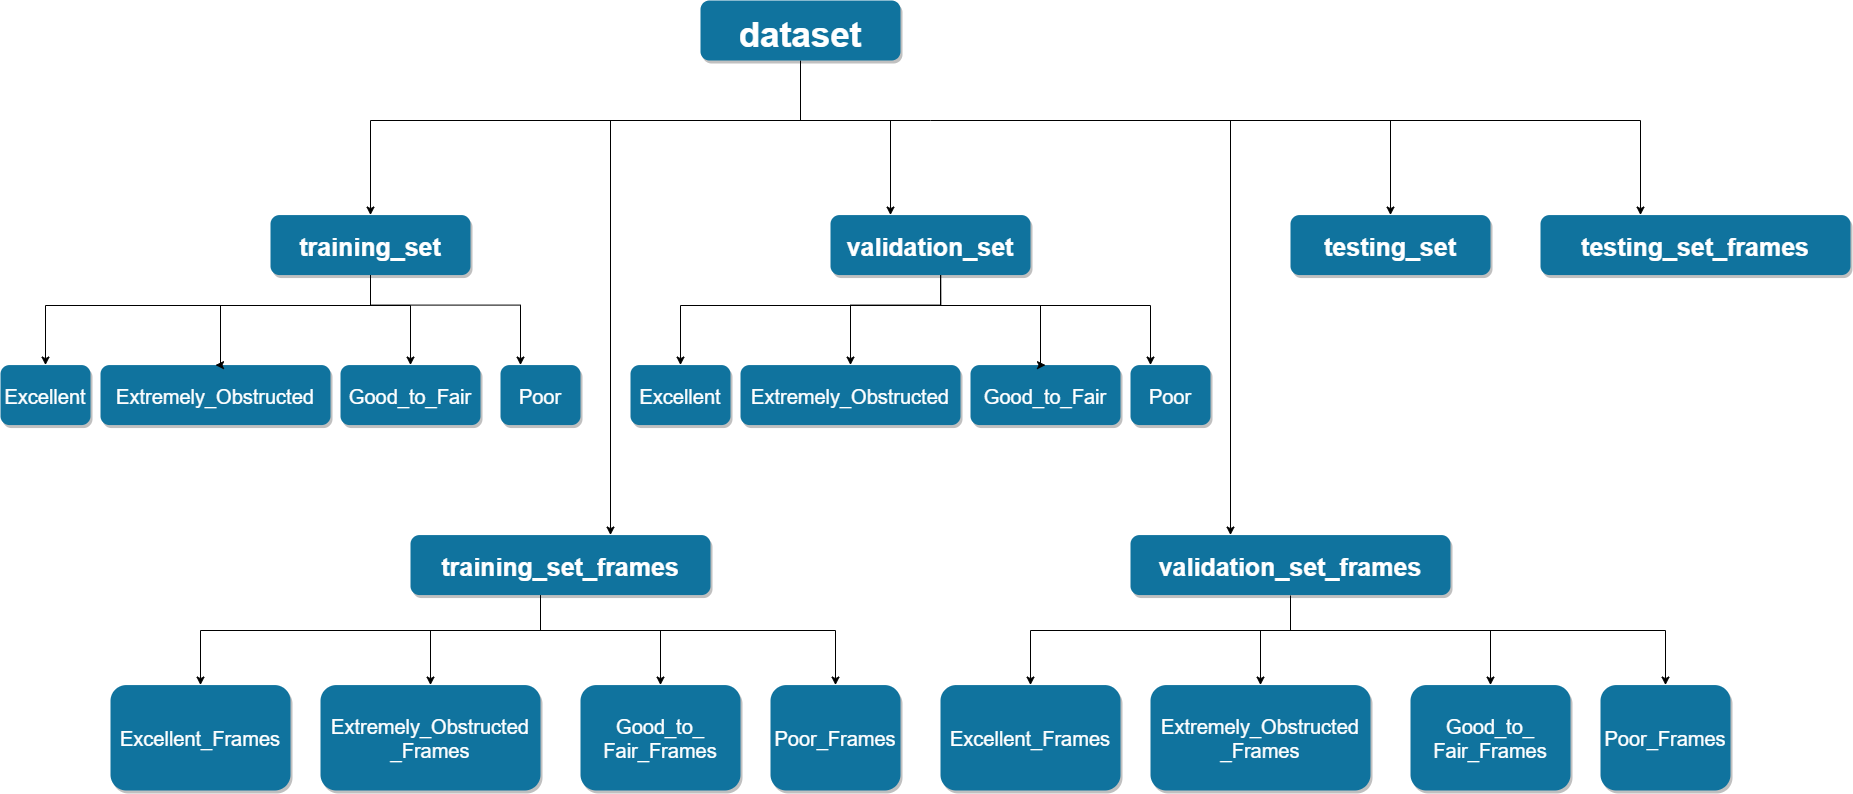 dataset
training_set
validation_set
testing_set
testing_set_frames
Excellent
Extremely_Obstructed
Good_to_Fair
Poor
Excellent
Extremely_Obstructed
Good_to_Fair
Poor
training_set_frames
validation_set_frames
Excellent_Frames
Extremely_Obstructed
_Frames
Good_to_
Fair_Frames
Poor_Frames
Excellent_Frames
Extremely_Obstructed
_Frames
Good_to_
Fair_Frames
Poor_Frames